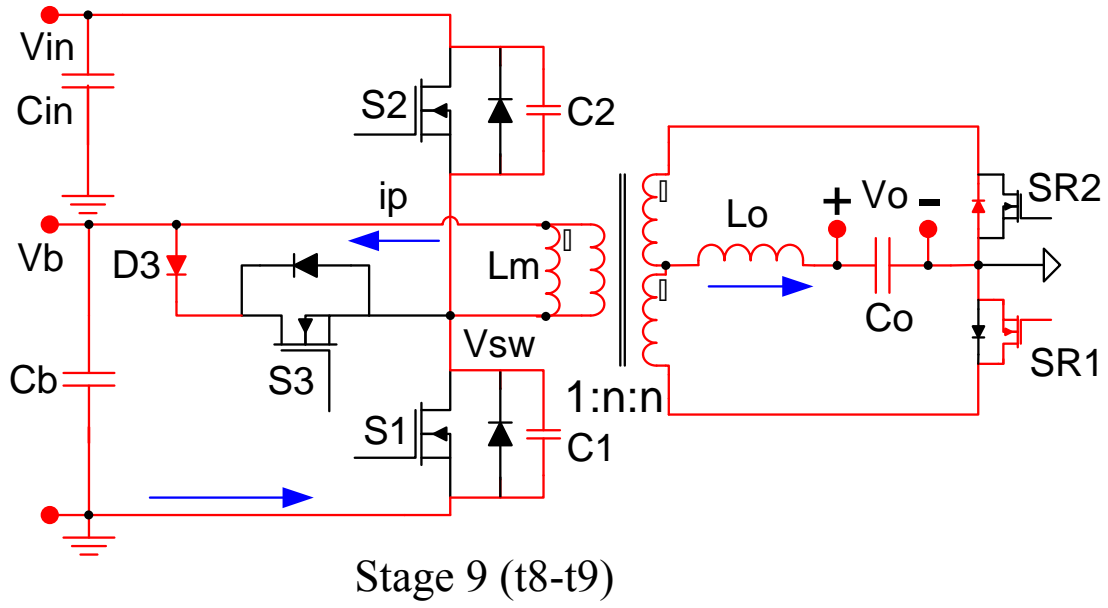 Vin
Cin
S2
C2
ip
Vb
D3
Lm
Lo
+
Vo
-
SR2
Vsw
S3
Cb
S1
C1
1:n:n
Co
SR1
Stage 9 (t8-t9)